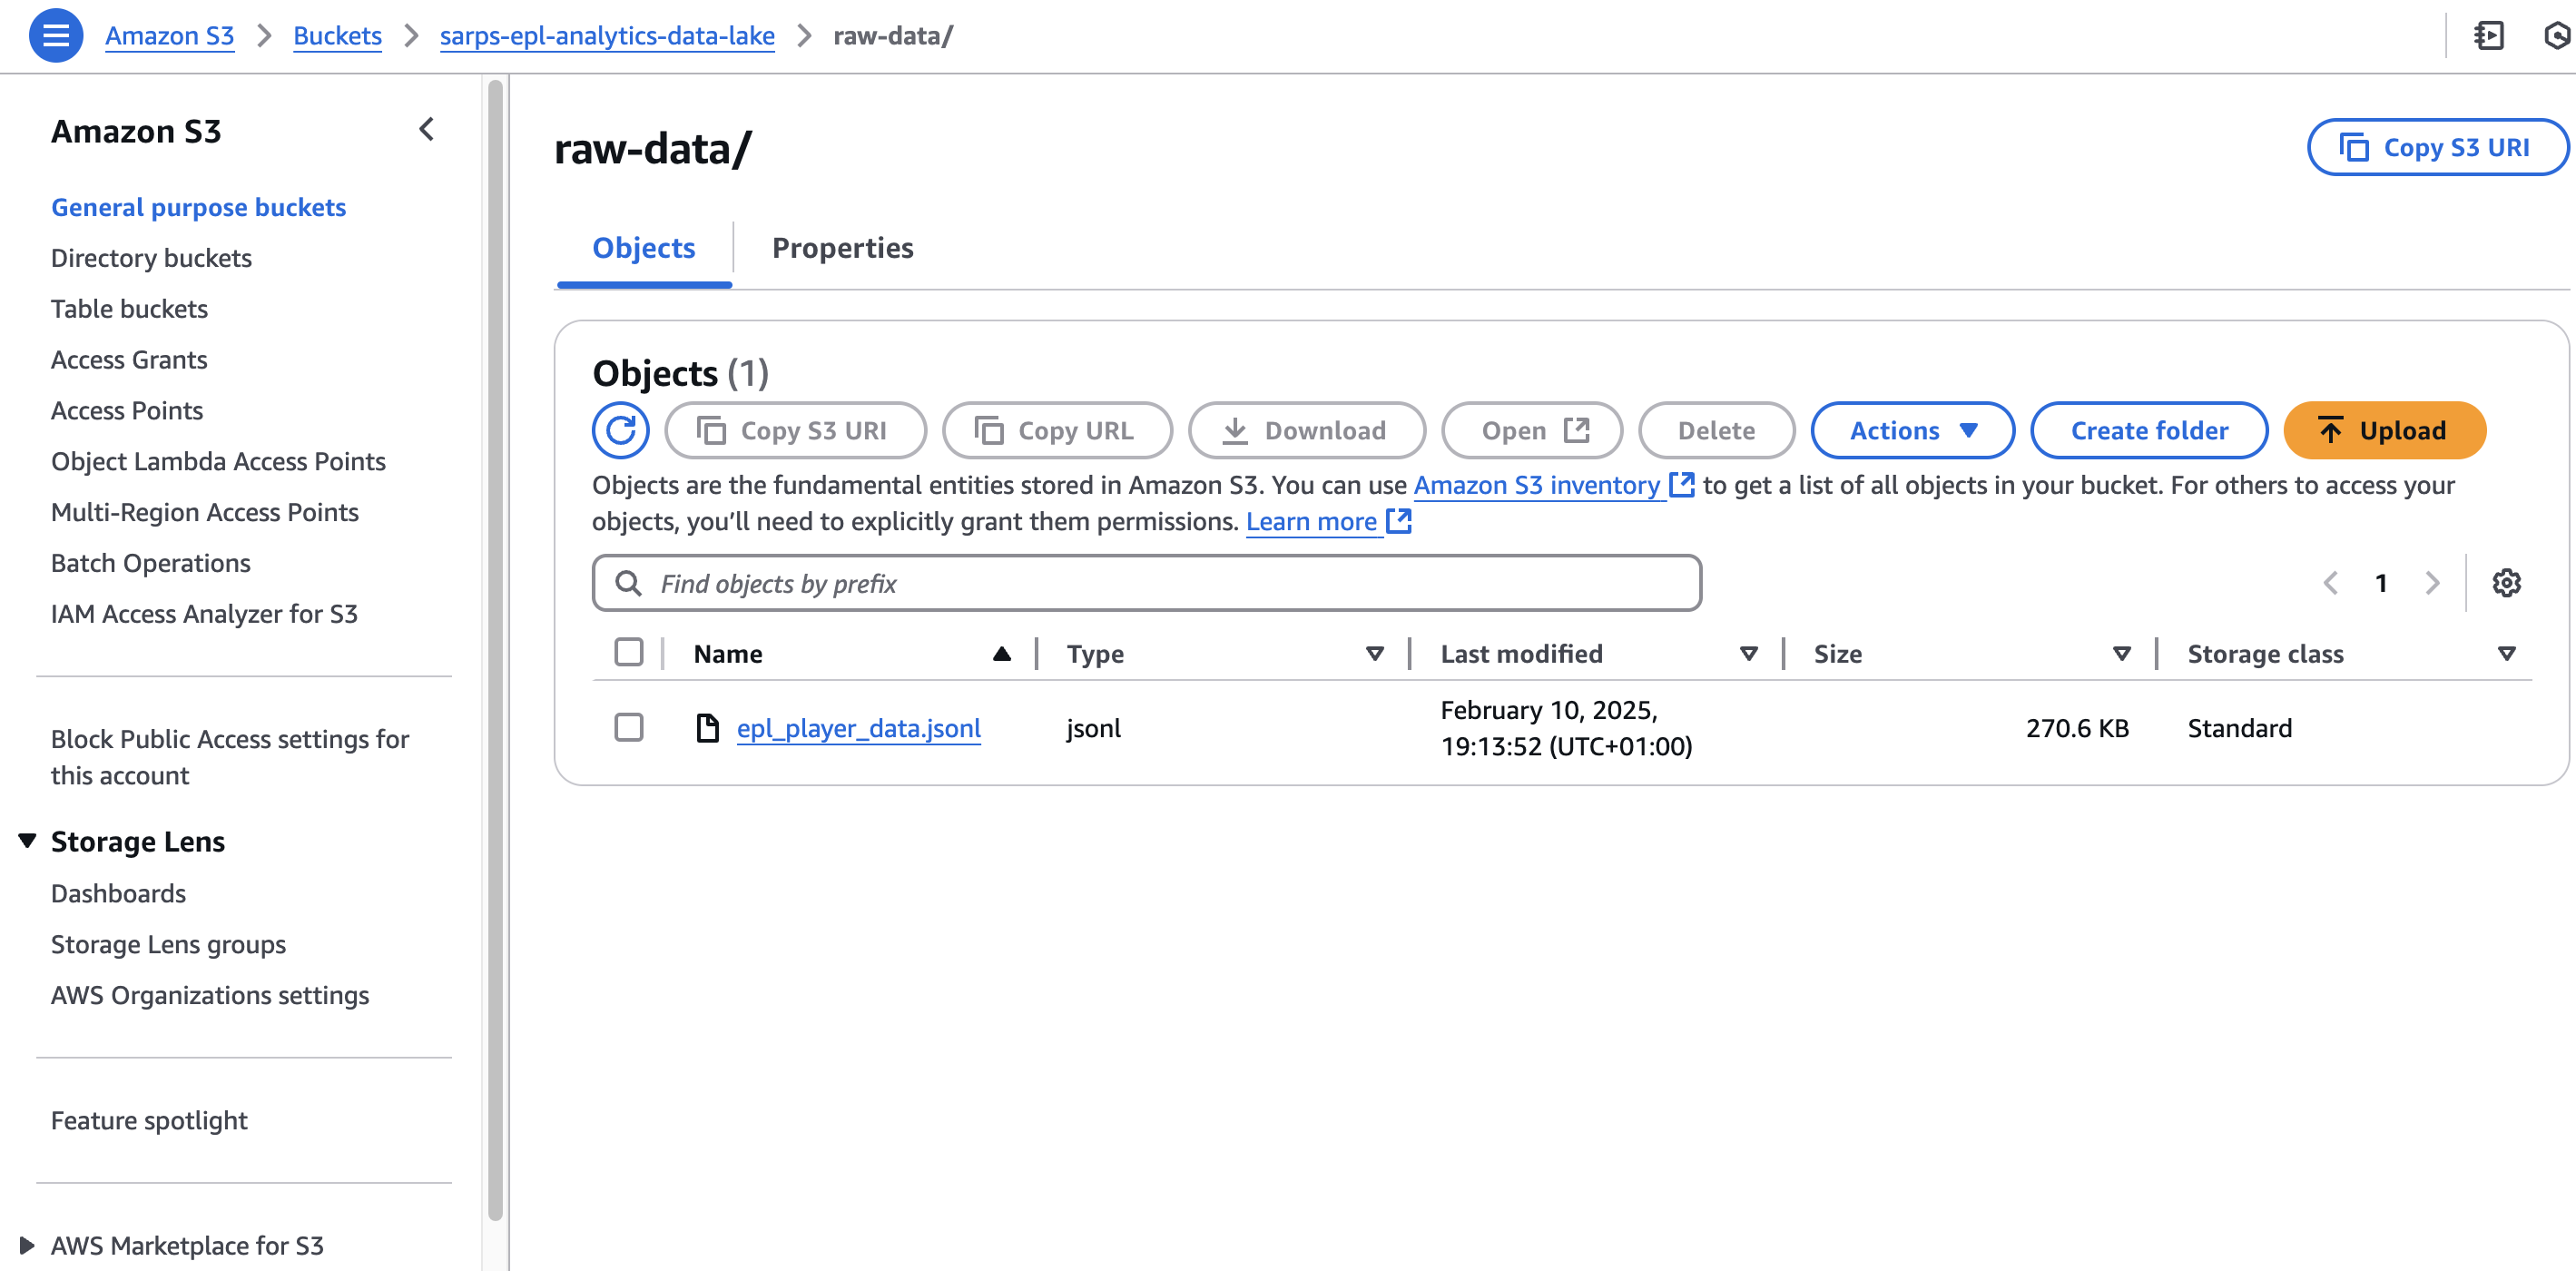 Amazon S3 > Buckets > sarps-epl-analytics-data-lake > raw-data/
Amazon S3
General purpose buckets
Directory buckets
Table buckets
Access Grants
Access Points
Object Lambda Access Points
Multi-Region Access Points
Batch Operations
IAM Access Analyzer for S3
Block Public Access settings for
this account
Storage Lens
Dashboards
Storage Lens groups
AWS Organizations settings
Feature spotlight
AWS Marketplace for S3
raw-data/
Copy S3 URI
Objects
Properties
Objects (1)
Copy S3 URI
Copy URL
Download
Open
Delete
Actions
Create folder
Upload
Objects are the fundamental entities stored in Amazon S3. You can use Amazon S3 inventory to get a list of all objects in your bucket. For others to access your
objects, you’ll need to explicitly grant them permissions. Learn more
Find objects by prefix
1
Name Type Last modified Size Storage class
epl_player_data.jsonl jsonl February 10, 2025, 270.6 KB Standard
19:13:52 (UTC+01:00)